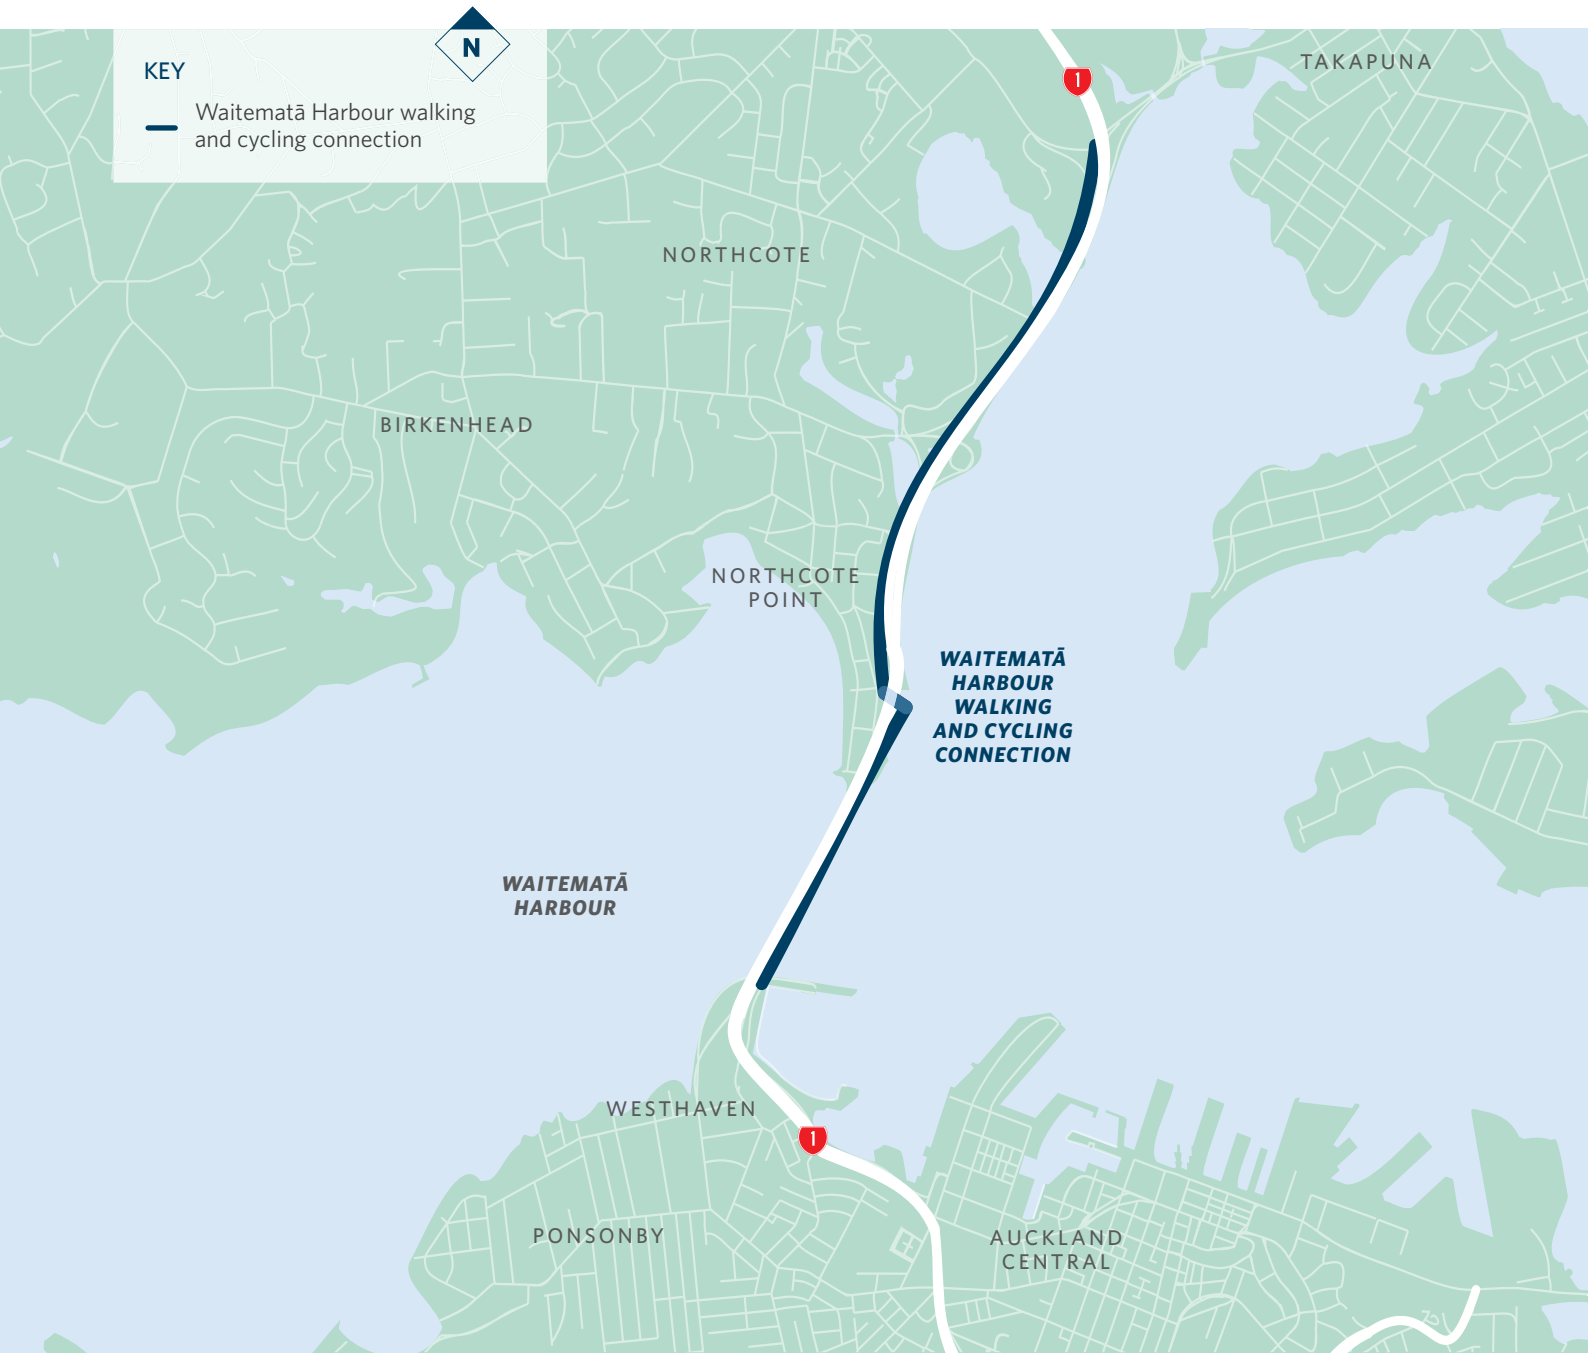 N
KEY
Waitematā Harbour walking
and cycling connection
TAKAPUNA
1
NORTHCOTE
BIRKENHEAD
NORTHCOTE
POINT
WAITEMATĀ
HARBOUR
WALKING
AND CYCLING
CONNECTION
WAITEMATĀ
HARBOUR
WESTHAVEN
1
PONSONBY
AUCKLAND
CENTRAL